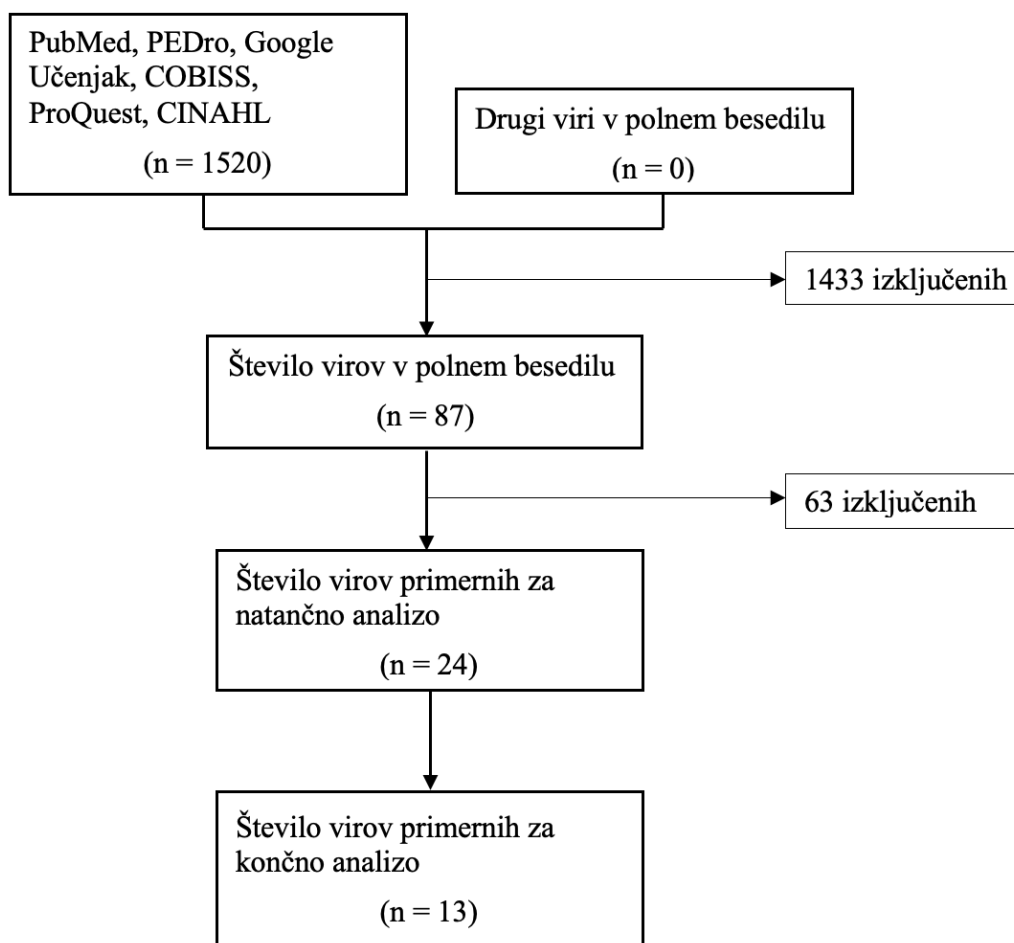 PubMed, PEDro, Google
Učenjak, COBISS,
ProQuest, CINAHL
(n = 1520)
Drugi viri v polnem besedilu
(n = 0)
1433 izključenih
Število virov v polnem besedilu
(n = 87)
63 izključenih
Število virov primernih za
natančno analizo
(n = 24)
Število virov primernih za
končno analizo
(n = 13)